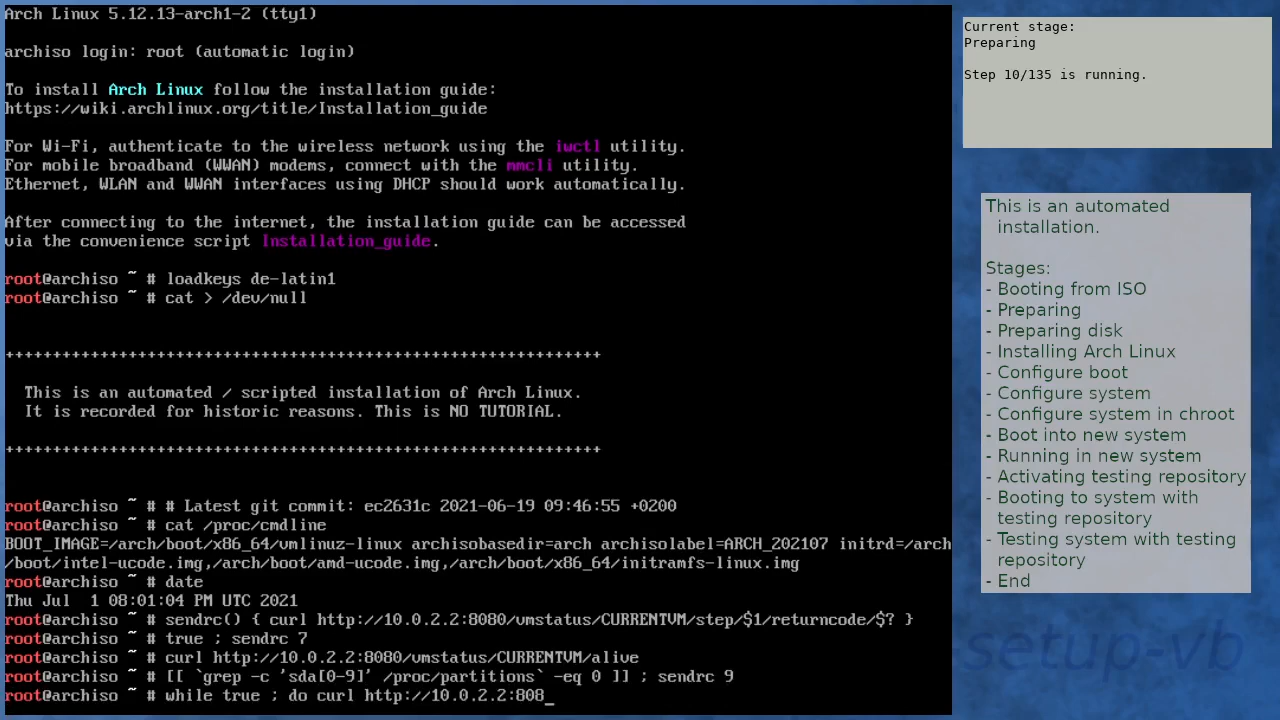 Arch Linux 5.12.13-arch1-2 (tty1)
archiso login: root (automatic login)
To install Arch Linux follow the installation guide:
https://wiki.archlinux.org/title/Installation_guide
For Wi-Fi, authenticate to the wireless network using the iwctl utility.
For mobile broadband (WWAN) modems, connect with the mmcli utility.
Ethernet, WLAN and WWAN interfaces using DHCP should work automatically.
After connecting to the internet, the installation guide can be accessed
via the convenience script Installation_guide.
root@archiso ~ # loadkeys de-latin1
root@archiso ~ # cat > /dev/null
+++++++++++++++++++++++++++++++++++++++++++++++++++++++++++++++
This is an automated / scripted installation of Arch Linux.
It is recorded for historic reasons. This is NO TUTORIAL.
+++++++++++++++++++++++++++++++++++++++++++++++++++++++++++++++
root@archiso ~ # # Latest git commit: ec2631c 2021-06-19 09:46:55 +0200
root@archiso ~ # cat /proc/cmdline
BOOT_IMAGE=/arch/boot/x86_64/vmlinuz-linux archisobasedir=arch archisolabel=ARCH_202107 initrd=/arch
/boot/intel-ucode.img,/arch/boot/amd-ucode.img,/arch/boot/x86_64/initramfs-linux.img
root@archiso ~ # date
Thu Jul  1 08:01:04 PM UTC 2021
root@archiso ~ # sendrc() { curl http://10.0.2.2:8080/vmstatus/CURRENTVM/step/$1/returncode/$? }
root@archiso ~ # true ; sendrc 7
root@archiso ~ # curl http://10.0.2.2:8080/vmstatus/CURRENTVM/alive
root@archiso ~ # [[ `grep -c 'sda[0-9]' /proc/partitions` -eq 0 ]] ; sendrc 9
root@archiso ~ # while true ; do curl http://10.0.2.2:808_
Current stage:
Preparing
Step 10/135 is running.
This is an automated
installation.
Stages:
- Booting from ISO
- Preparing
- Preparing disk
- Installing Arch Linux
- Configure boot
- Configure system
- Configure system in chroot
- Boot into new system
- Running in new system
- Activating testing repository
- Booting to system with
testing repository
- Testing system with testing
repository
- End
setup-vb